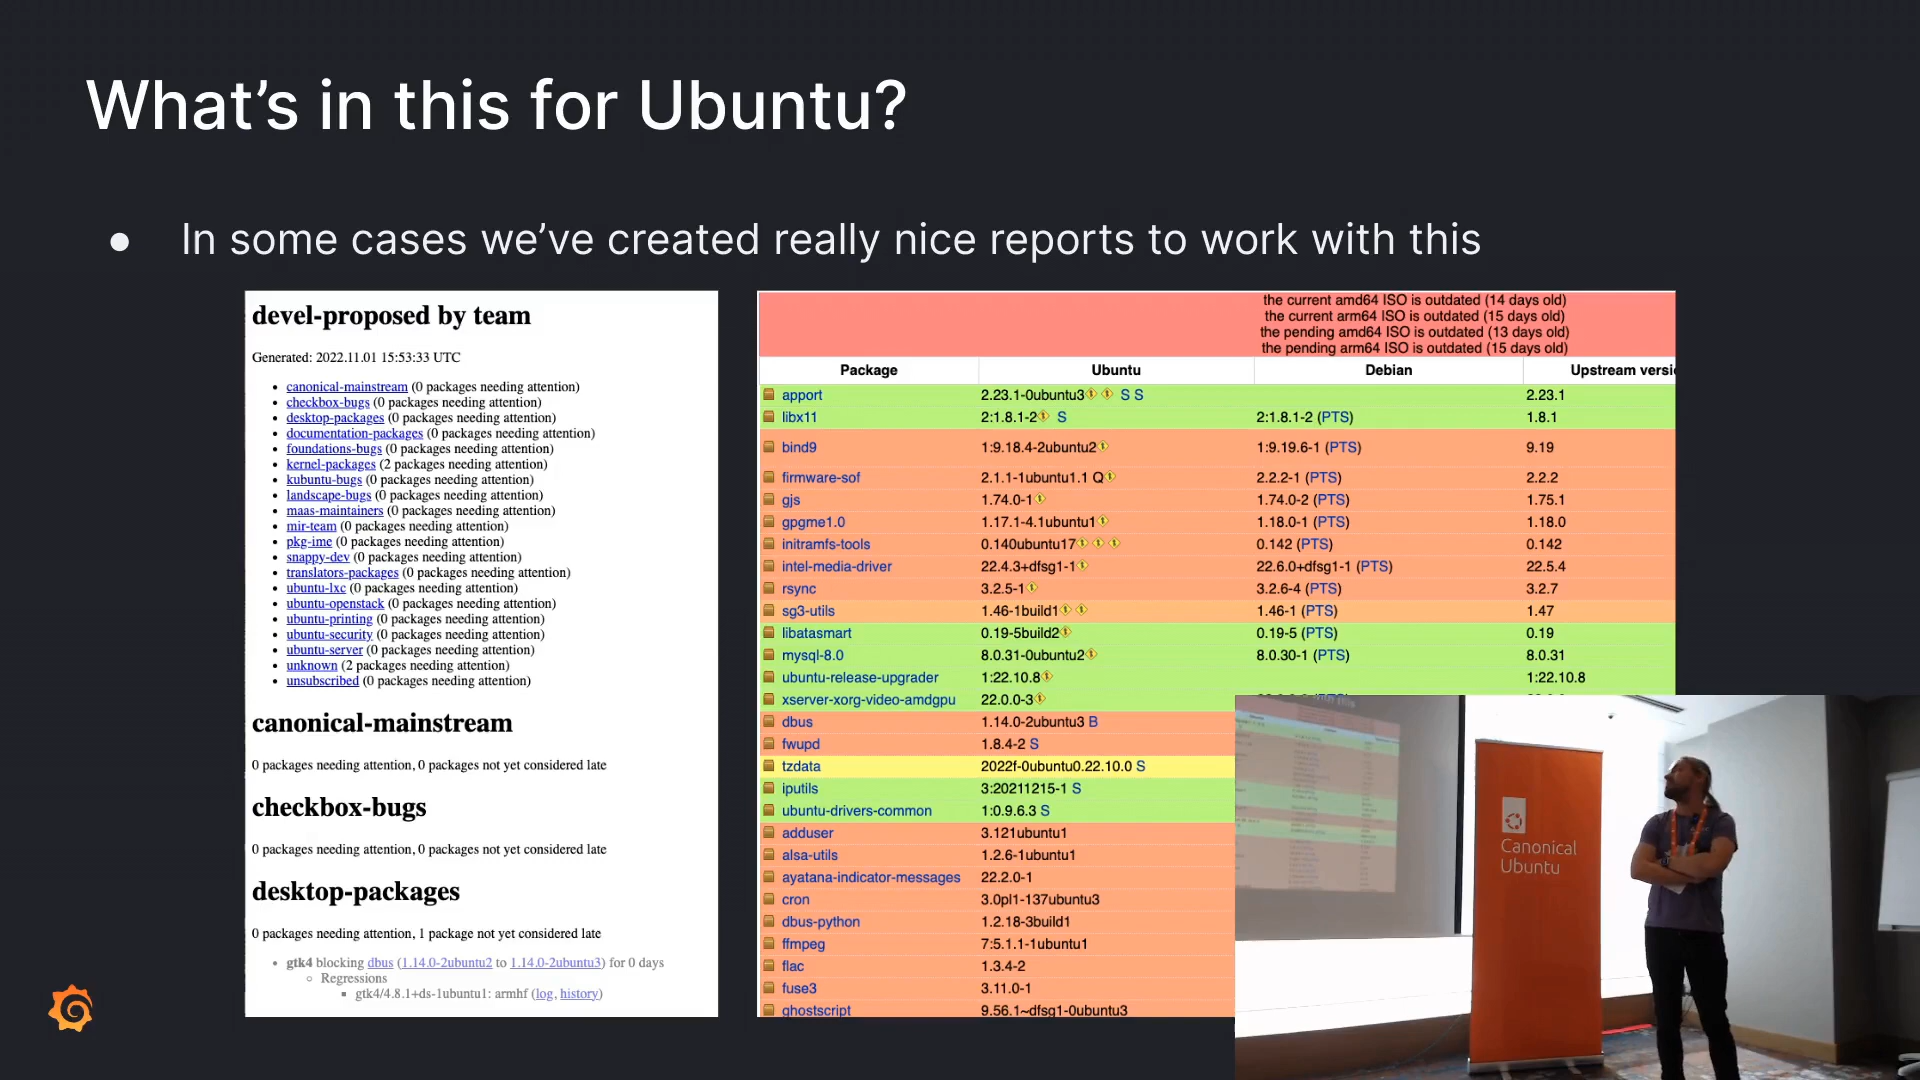 What’s in this for Ubuntu?
● In some cases we’ve created really nice reports to work with this
devel-proposed by team
Generated: 2022.11.01 15:53:33 UTC
• canonical-mainstream (0 packages needing attention)
• checkbox-bugs (0 packages needing attention)
• desktop-packages (0 packages needing attention)
• documentation-packages (0 packages needing attention)
• foundations-bugs (0 packages needing attention)
• kernel-packages (2 packages needing attention)
• kubuntu-bugs (0 packages needing attention)
• landscape-bugs (0 packages needing attention)
• maas-maintainers (0 packages needing attention)
• mir-team (0 packages needing attention)
• pkg-ime (0 packages needing attention)
• snappy-dev (0 packages needing attention)
• translators-packages (0 packages needing attention)
• ubuntu-lxc (0 packages needing attention)
• ubuntu-openstack (0 packages needing attention)
• ubuntu-printing (0 packages needing attention)
• ubuntu-security (0 packages needing attention)
• ubuntu-server (0 packages needing attention)
• unknown (2 packages needing attention)
• unsubscribed (0 packages needing attention)
canonical-mainstream
0 packages needing attention, 0 packages not yet considered late
checkbox-bugs
0 packages needing attention, 0 packages not yet considered late
desktop-packages
0 packages needing attention, 1 package not yet considered late
• gtk4 blocking dbus (1.14.0-2ubuntu2 to 1.14.0-2ubuntu3) for 0 days
◦ Regressions
▪ gtk4/4.8.1+ds-1ubuntu1: armhf (log, history)
the current amd64 ISO is outdated (14 days old)
the current arm64 ISO is outdated (15 days old)
the pending amd64 ISO is outdated (13 days old)
the pending arm64 ISO is outdated (15 days old)
Package Ubuntu Debian Upstream versi
apport 2.23.1-0ubuntu3 S S 2.23.1
libx11 2:1.8.1-2 S 2:1.8.1-2 (PTS) 1.8.1
bind9 1:9.18.4-2ubuntu2 1:9.19.6-1 (PTS) 9.19
firmware-sof 2.1.1-1ubuntu1.1 Q 2.2.2-1 (PTS) 2.2.2
gjs 1.74.0-1 1.74.0-2 (PTS) 1.75.1
gpgme1.0 1.17.1-4.1ubuntu1 1.18.0-1 (PTS) 1.18.0
initramfs-tools 0.140ubuntu17 0.142 (PTS) 0.142
intel-media-driver 22.4.3+dfsg1-1 22.6.0+dfsg1-1 (PTS) 22.5.4
rsync 3.2.5-1 3.2.6-4 (PTS) 3.2.7
sg3-utils 1.46-1build1 1.46-1 (PTS) 1.47
libatasmart 0.19-5build2 0.19-5 (PTS) 0.19
mysql-8.0 8.0.31-0ubuntu2 8.0.30-1 (PTS) 8.0.31
ubuntu-release-upgrader 1:22.10.8 1:22.10.8
xserver-xorg-video-amdgpu 22.0.0-3
dbus 1.14.0-2ubuntu3 B
fwupd 1.8.4-2 S
tzdata 2022f-0ubuntu0.22.10.0 S
iputils 3:20211215-1 S
ubuntu-drivers-common 1:0.9.6.3 S
adduser 3.121ubuntu1
alsa-utils 1.2.6-1ubuntu1
ayatana-indicator-messages 22.2.0-1
cron 3.0pl1-137ubuntu3
dbus-python 1.2.18-3build1
ffmpeg 7:5.1.1-1ubuntu1
flac 1.3.4-2
fuse3 3.11.0-1
ghostscript 9.56.1~dfsg1-0ubuntu3
Canonical
Ubuntu